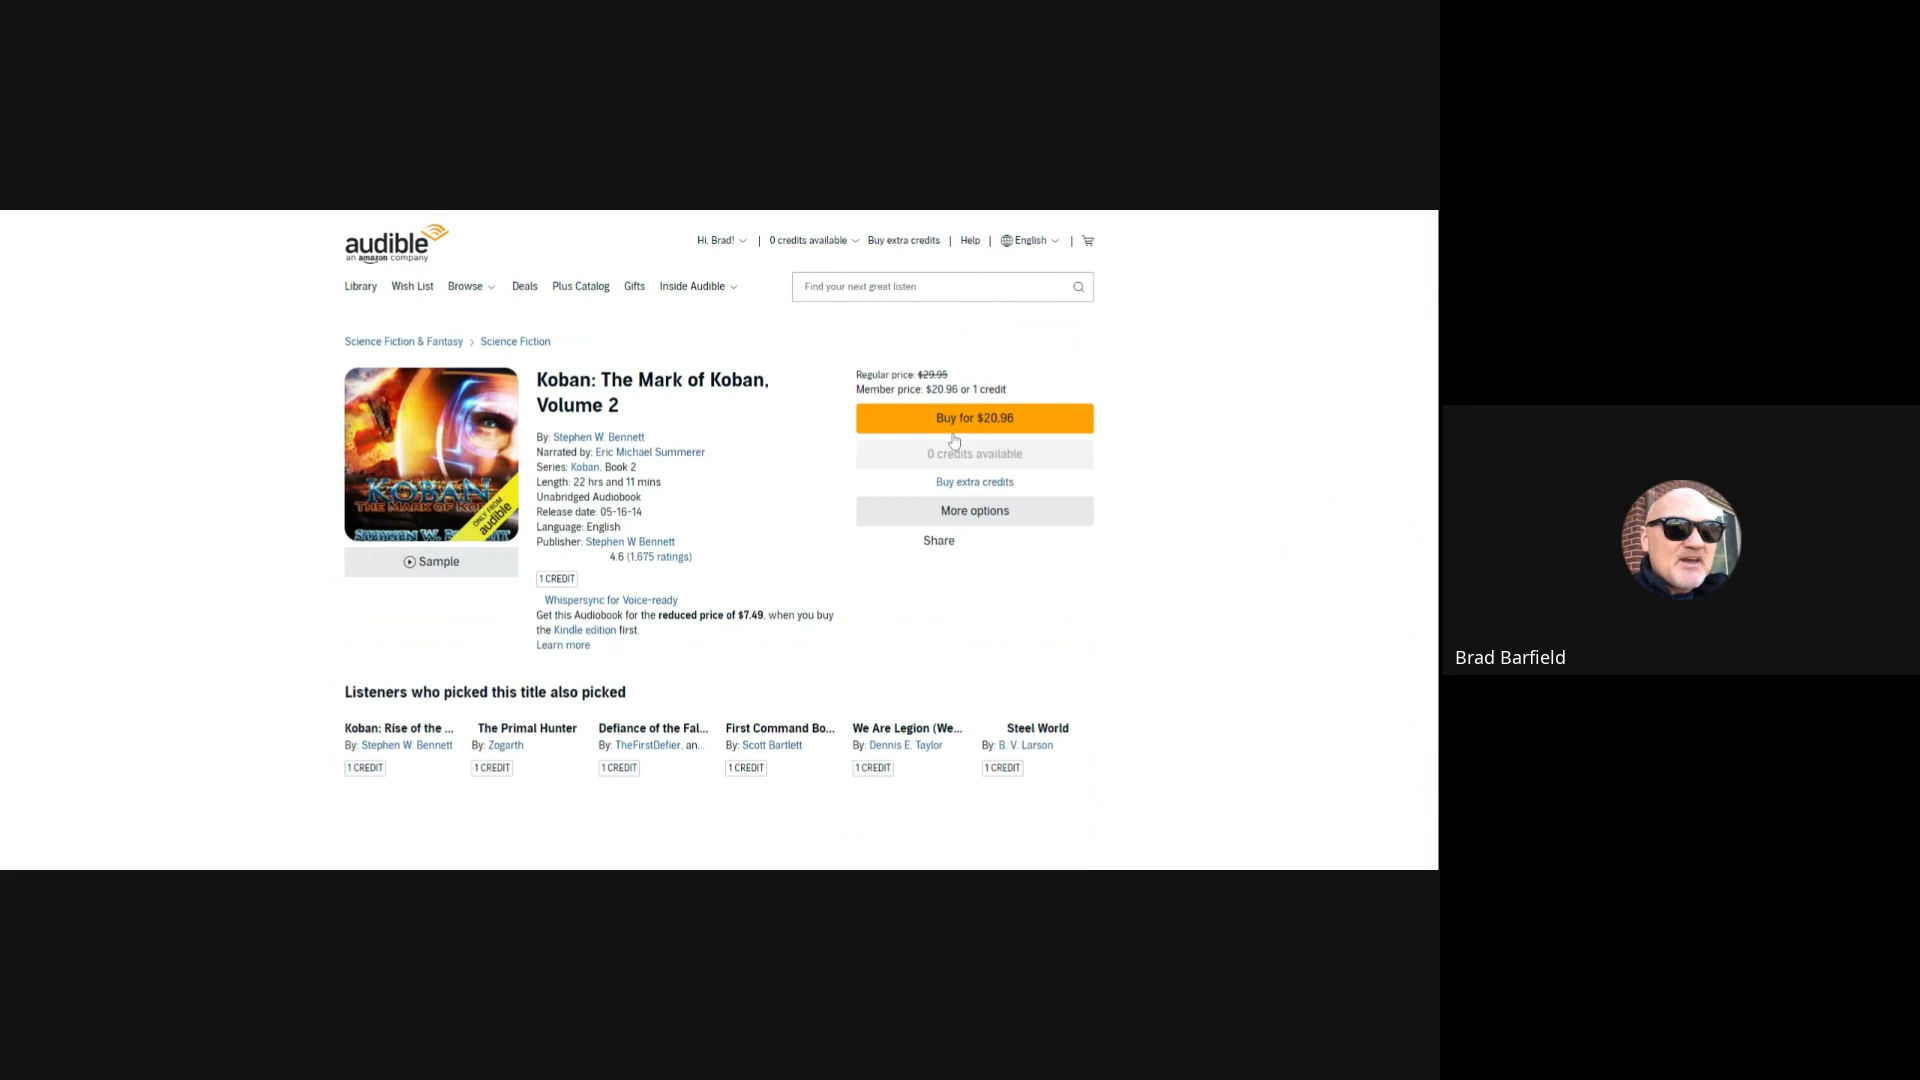 audible
an amazon company
Hi, Brad! | 0 credits available Buy extra credits | Help | English |
Library Wish List Browse Deals Plus Catalog Gifts Inside Audible
Find your next great listen
Science Fiction & Fantasy > Science Fiction
KOBAN
THE MARK OF
STEPHEN W.
ONLY FROM
audible
Sample
Koban: The Mark of Koban,
Volume 2
By: Stephen W. Bennett
Narrated by: Eric Michael Summerer
Series: Koban, Book 2
Length: 22 hrs and 11 mins
Unabridged Audiobook
Release date: 05-16-14
Language: English
Publisher: Stephen W Bennett
4.6 (1,675 ratings)
1 CREDIT
Whispersync for Voice-ready
Get this Audiobook for the reduced price of $7.49, when you buy
the Kindle edition first.
Learn more
Regular price: $29.95
Member price: $20.96 or 1 credit
Buy for $20.96
0 credits available
Buy extra credits
More options
Share
Listeners who picked this title also picked
Koban: Rise of the ...
By: Stephen W. Bennett
1 CREDIT
The Primal Hunter
By: Zogarth
1 CREDIT
Defiance of the Fal...
By: TheFirstDefier, an...
1 CREDIT
First Command Bo...
By: Scott Bartlett
1 CREDIT
We Are Legion (We...
By: Dennis E. Taylor
1 CREDIT
Steel World
By: B. V. Larson
1 CREDIT
Brad Barfield